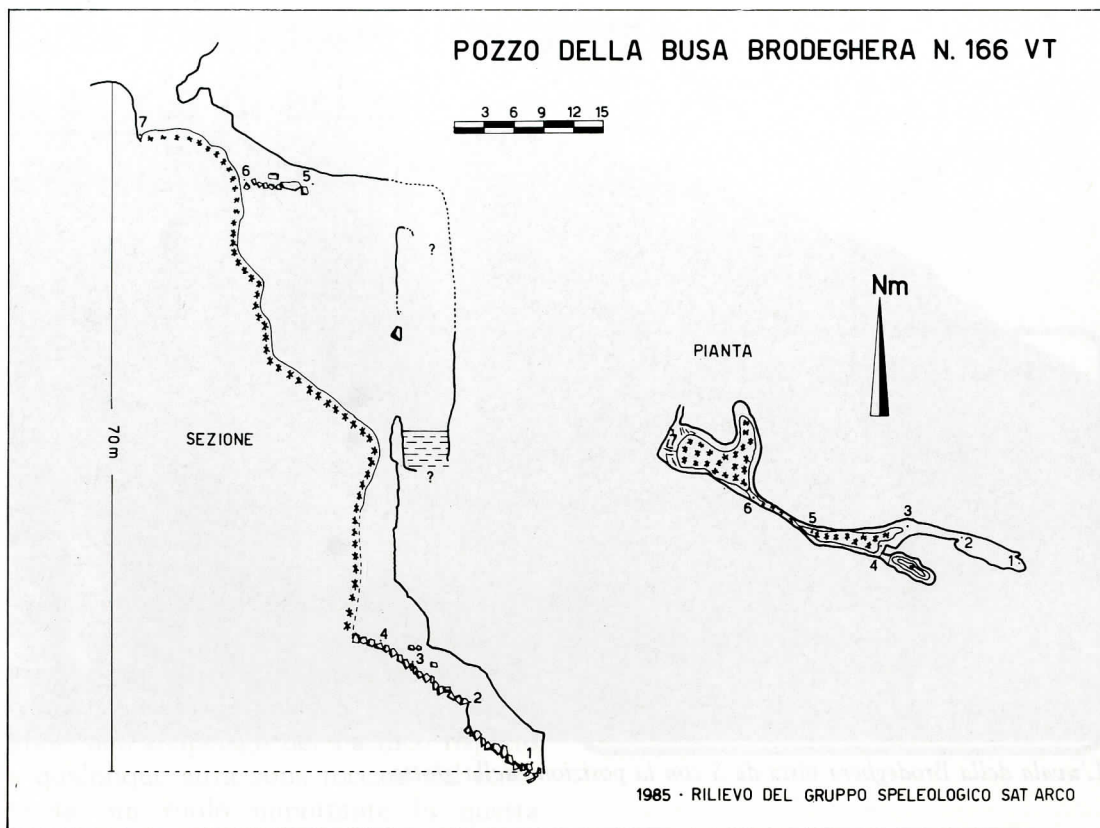 POZZO DELLA BUSA BRODEGHERA N. 166 VT
3 6 9 12 15
7
6 5
?
Nm
PIANTA
SEZIONE
70 m
?
6 5 3
4 2 1
4
3
2
1
1985 · RILIEVO DEL GRUPPO SPELEOLOGICO SAT ARCO